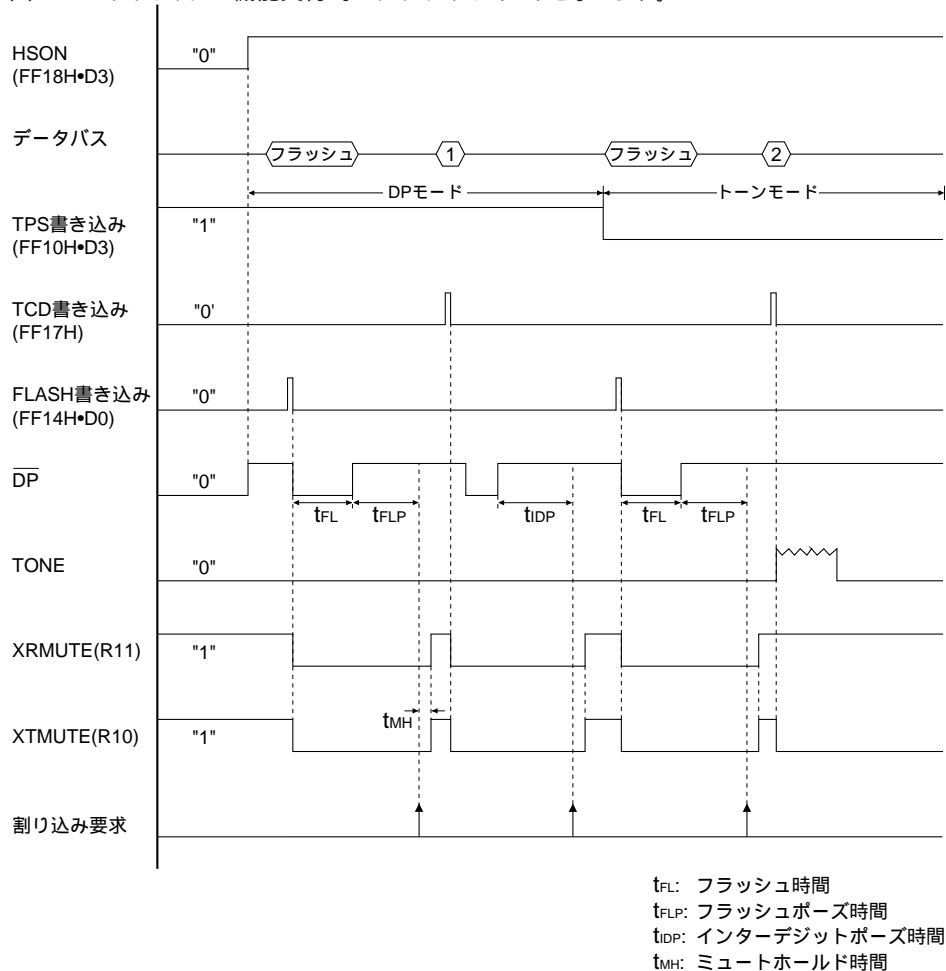 HSON
(FF18H•D3)
"0"
データバス
フラッシュ
1
フラッシュ
2
DPモード
トーンモード
TPS書き込み
(FF10H•D3)
"1"
TCD書き込み
(FF17H)
"0'
FLASH書き込み
(FF14H•D0)
"0"
DP
"0"
tFL
tFLP
tIDP
tFL
tFLP
TONE
"0"
XRMUTE(R11)
"1"
tMH
XTMUTE(R10)
"1"
割り込み要求
tFL: フラッシュ時間
tFLP: フラッシュポーズ時間
tIDP: インターデジットポーズ時間
tMH: ミュートホールド時間